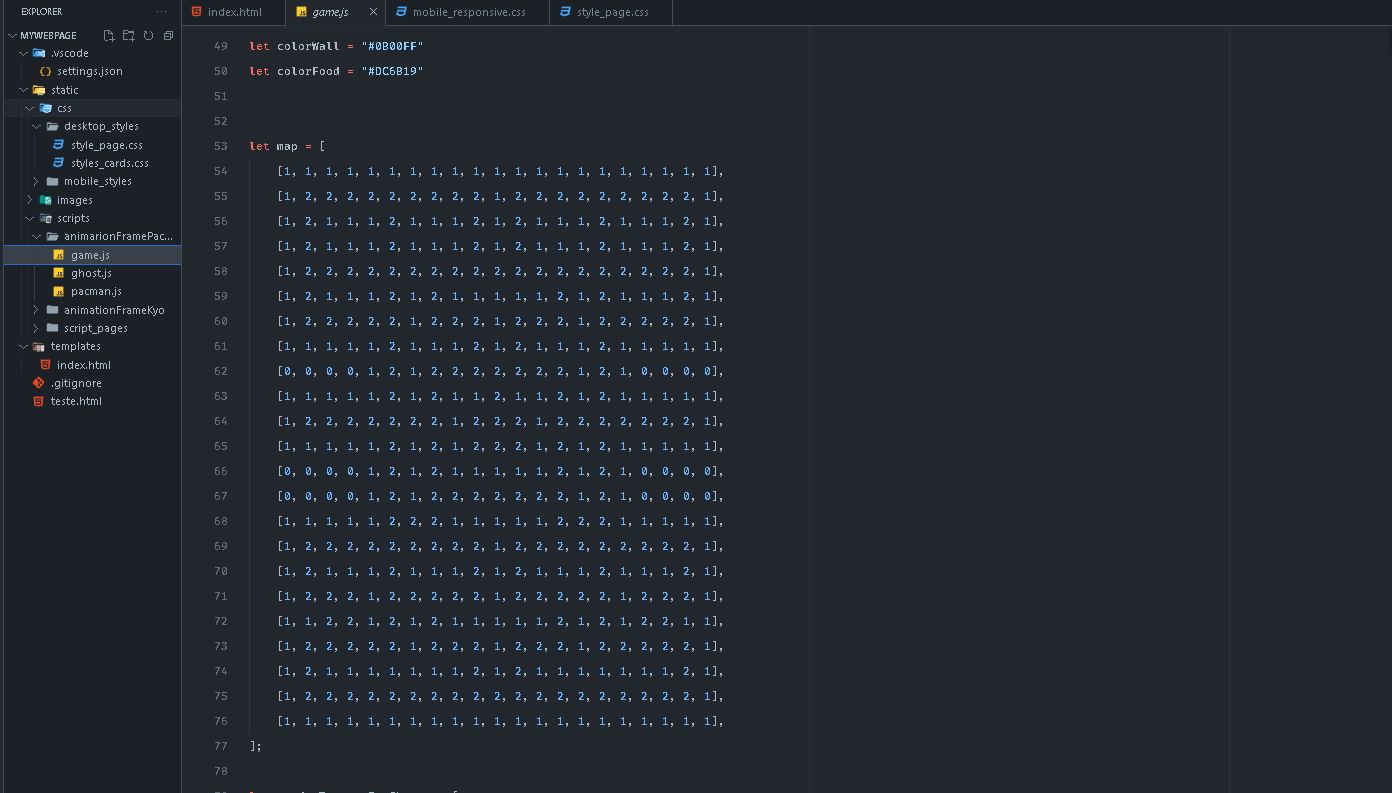 EXPLORER
MYWEBPAGE
.vscode
settings.json
static
css
desktop_styles
style_page.css
styles_cards.css
mobile_styles
images
scripts
animarionFramePac...
game.js
ghost.js
pacman.js
animationFrameKyo
script_pages
templates
index.html
.gitignore
teste.html
index.html game.js mobile_responsive.css style_page.css
49 let colorWall = "#0B00FF"
50 let colorFood = "#DC6B19"
51
52
53 let map = [
54 [1, 1, 1, 1, 1, 1, 1, 1, 1, 1, 1, 1, 1, 1, 1, 1, 1, 1, 1, 1, 1],
55 [1, 2, 2, 2, 2, 2, 2, 2, 2, 2, 1, 2, 2, 2, 2, 2, 2, 2, 2, 2, 1],
56 [1, 2, 1, 1, 1, 2, 1, 1, 1, 2, 1, 2, 1, 1, 1, 2, 1, 1, 1, 2, 1],
57 [1, 2, 1, 1, 1, 2, 1, 1, 1, 2, 1, 2, 1, 1, 1, 2, 1, 1, 1, 2, 1],
58 [1, 2, 2, 2, 2, 2, 2, 2, 2, 2, 2, 2, 2, 2, 2, 2, 2, 2, 2, 2, 1],
59 [1, 2, 1, 1, 1, 2, 1, 2, 1, 1, 1, 1, 1, 2, 1, 2, 1, 1, 1, 2, 1],
60 [1, 2, 2, 2, 2, 2, 1, 2, 2, 2, 1, 2, 2, 2, 1, 2, 2, 2, 2, 2, 1],
61 [1, 1, 1, 1, 1, 2, 1, 1, 1, 2, 1, 2, 1, 1, 1, 2, 1, 1, 1, 1, 1],
62 [0, 0, 0, 0, 1, 2, 1, 2, 2, 2, 2, 2, 2, 2, 1, 2, 1, 0, 0, 0, 0],
63 [1, 1, 1, 1, 1, 2, 1, 2, 1, 1, 2, 1, 1, 2, 1, 2, 1, 1, 1, 1, 1],
64 [1, 2, 2, 2, 2, 2, 2, 2, 1, 2, 2, 2, 1, 2, 2, 2, 2, 2, 2, 2, 1],
65 [1, 1, 1, 1, 1, 2, 1, 2, 1, 2, 2, 2, 1, 2, 1, 2, 1, 1, 1, 1, 1],
66 [0, 0, 0, 0, 1, 2, 1, 2, 1, 1, 1, 1, 1, 2, 1, 2, 1, 0, 0, 0, 0],
67 [0, 0, 0, 0, 1, 2, 1, 2, 2, 2, 2, 2, 2, 2, 1, 2, 1, 0, 0, 0, 0],
68 [1, 1, 1, 1, 1, 2, 2, 2, 1, 1, 1, 1, 1, 2, 2, 2, 1, 1, 1, 1, 1],
69 [1, 2, 2, 2, 2, 2, 2, 2, 2, 2, 1, 2, 2, 2, 2, 2, 2, 2, 2, 2, 1],
70 [1, 2, 1, 1, 1, 2, 1, 1, 1, 2, 1, 2, 1, 1, 1, 2, 1, 1, 1, 2, 1],
71 [1, 2, 2, 2, 1, 2, 2, 2, 2, 2, 1, 2, 2, 2, 2, 2, 1, 2, 2, 2, 1],
72 [1, 1, 2, 2, 1, 2, 1, 2, 1, 1, 1, 1, 1, 2, 1, 2, 1, 2, 2, 1, 1],
73 [1, 2, 2, 2, 2, 2, 1, 2, 2, 2, 1, 2, 2, 2, 1, 2, 2, 2, 2, 2, 1],
74 [1, 2, 1, 1, 1, 1, 1, 1, 1, 2, 1, 2, 1, 1, 1, 1, 1, 1, 1, 2, 1],
75 [1, 2, 2, 2, 2, 2, 2, 2, 2, 2, 2, 2, 2, 2, 2, 2, 2, 2, 2, 2, 1],
76 [1, 1, 1, 1, 1, 1, 1, 1, 1, 1, 1, 1, 1, 1, 1, 1, 1, 1, 1, 1, 1],
77 ];
78